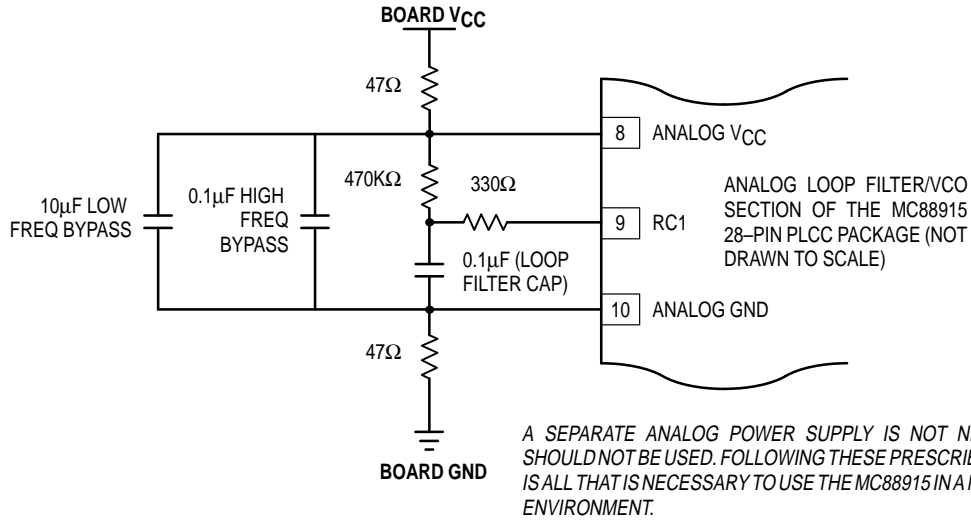 BOARD VCC
47Ω
8 ANALOG VCC
470KΩ
330Ω
10µF LOW
FREQ BYPASS
0.1µF HIGH
FREQ
BYPASS
9 RC1
ANALOG LOOP FILTER/VCO
SECTION OF THE MC88915
28–PIN PLCC PACKAGE (NOT
DRAWN TO SCALE)
0.1µF (LOOP
FILTER CAP)
10 ANALOG GND
47Ω
BOARD GND
A SEPARATE ANALOG POWER SUPPLY IS NOT
SHOULD NOT BE USED. FOLLOWING THESE
IS ALL THAT IS NECESSARY TO USE THE MC88915 IN A
ENVIRONMENT.